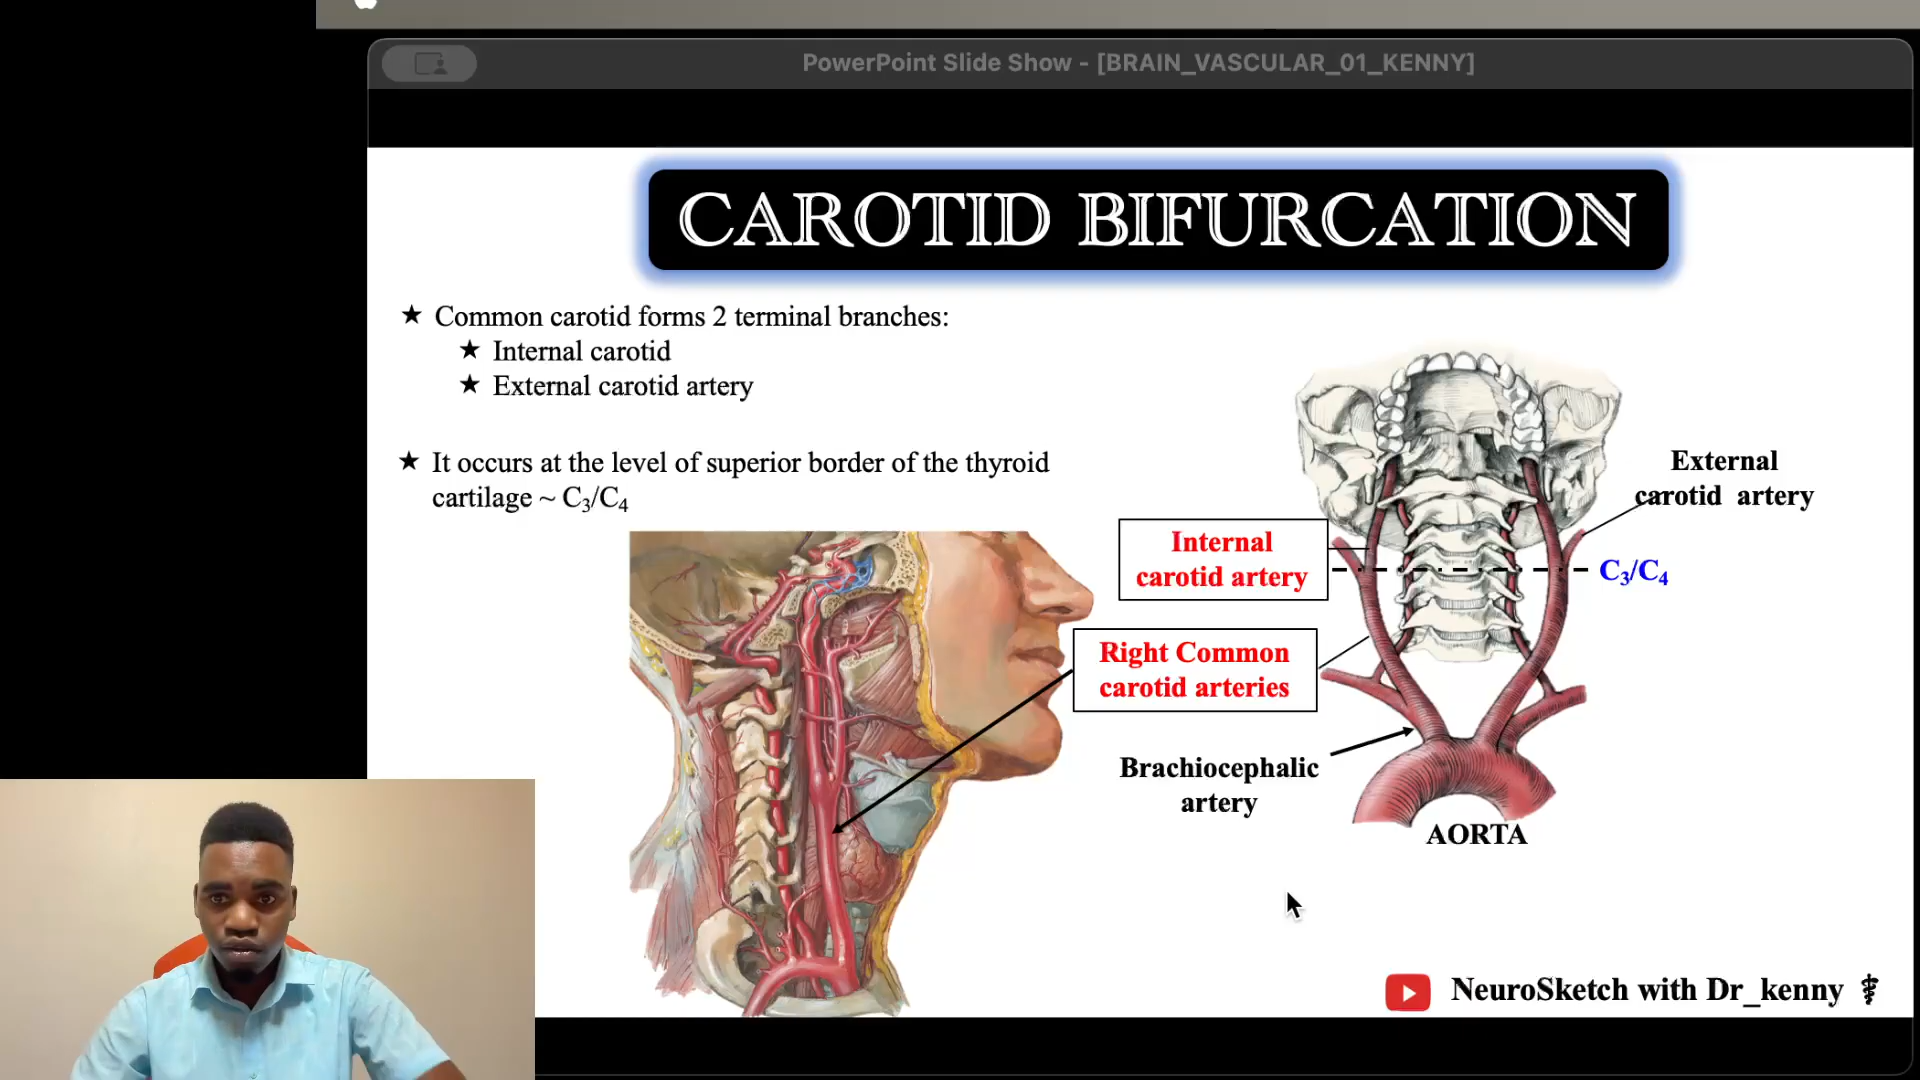 PowerPoint Slide Show - [BRAIN_VASCULAR_01_KENNY]
CAROTID BIFURCATION
★ Common carotid forms 2 terminal branches:
★ Internal carotid
★ External carotid artery
★ It occurs at the level of superior border of the thyroid
cartilage ~ C₃/C₄
External
carotid artery
Internal
carotid artery
C₃/C₄
Right Common
carotid arteries
Brachiocephalic
artery
AORTA
NeuroSketch with Dr_kenny